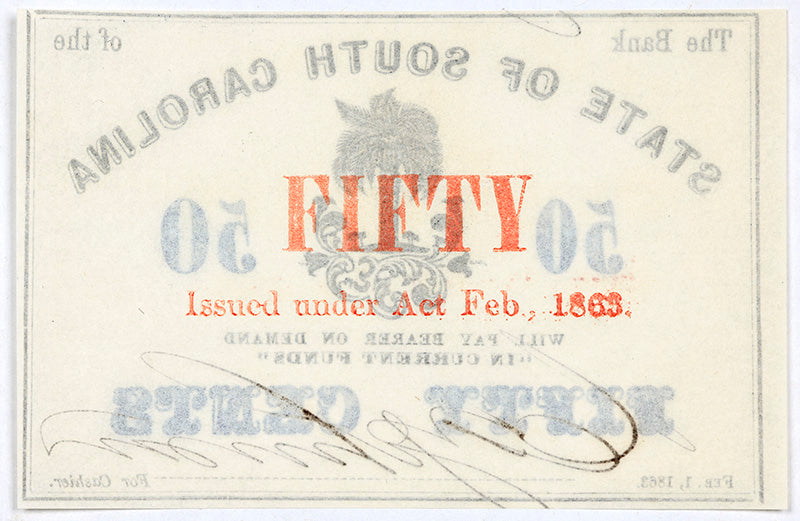 The Bank of the
STATE OF SOUTH CAROLINA
FIFTY
50 50
Issued under Act Feb., 1863.
WILL PAY BEARER ON DEMAND
"IN CURRENT FUNDS"
FIFTY CENTS
FEB. 1, 1863. For Cashier.